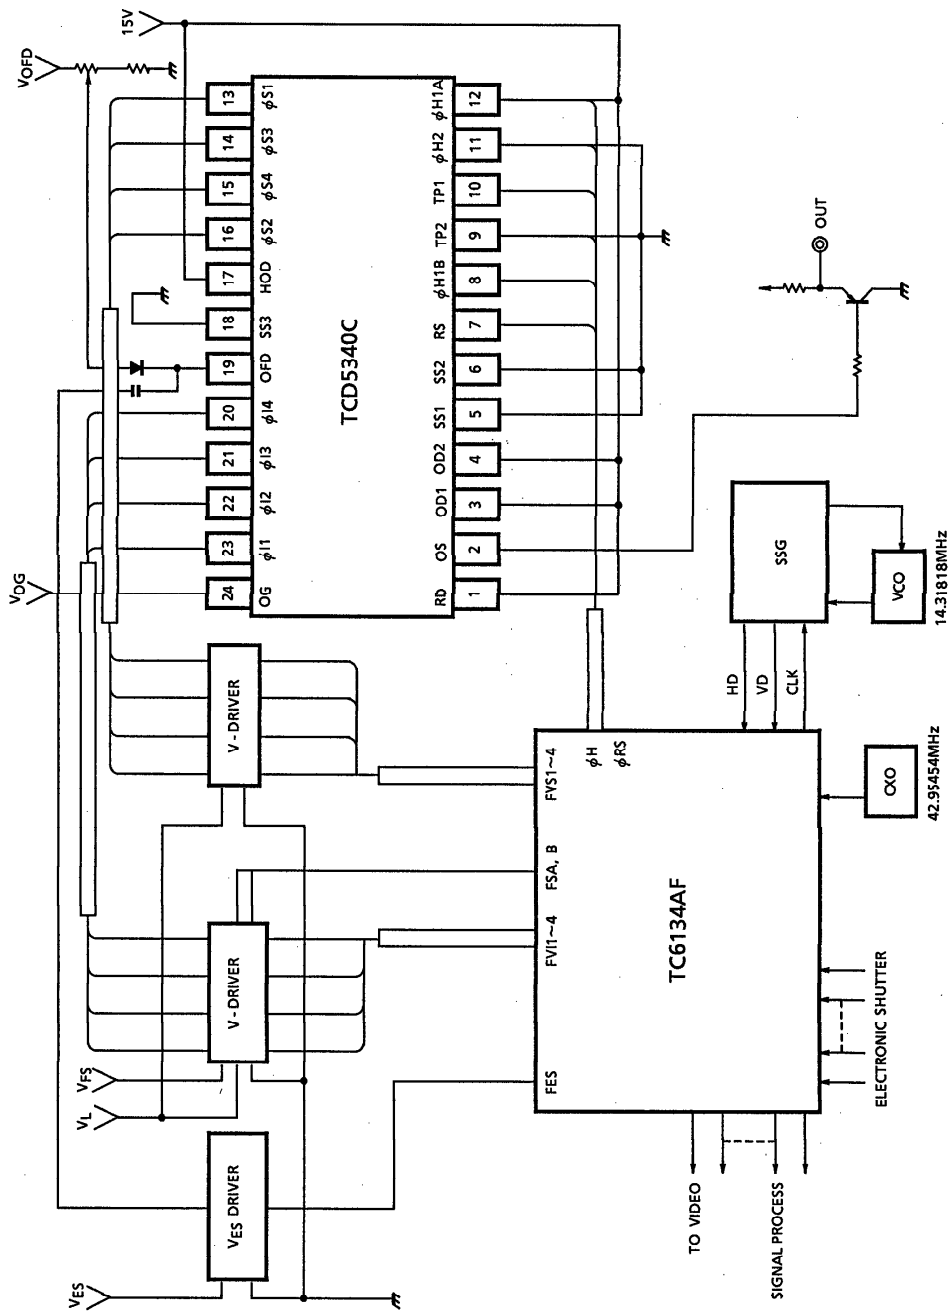 15V
VOFD
VDG
VFS
VL
VES
13 14 15 16 17 18 19 20 21 22 23 24
φS1 φS3 φS4 φS2 HOD SS3 OFD φI4 φI3 φI2 φI1 OG
TCD5340C
φH1A φH2 TP1 TP2 φH1B RS SS2 SS1 OD2 OD1 OS RD
12 11 10 9 8 7 6 5 4 3 2 1
OUT
V - DRIVER
V - DRIVER
VES DRIVER
FES
FVI1~4
FSA, B
FVS1~4
φH
φRS
TC6134AF
HD
VD
CLK
SSG
VCO
14.31818MHz
CXO
42.95454MHz
ELECTRONIC SHUTTER
TO VIDEO
SIGNAL PROCESS